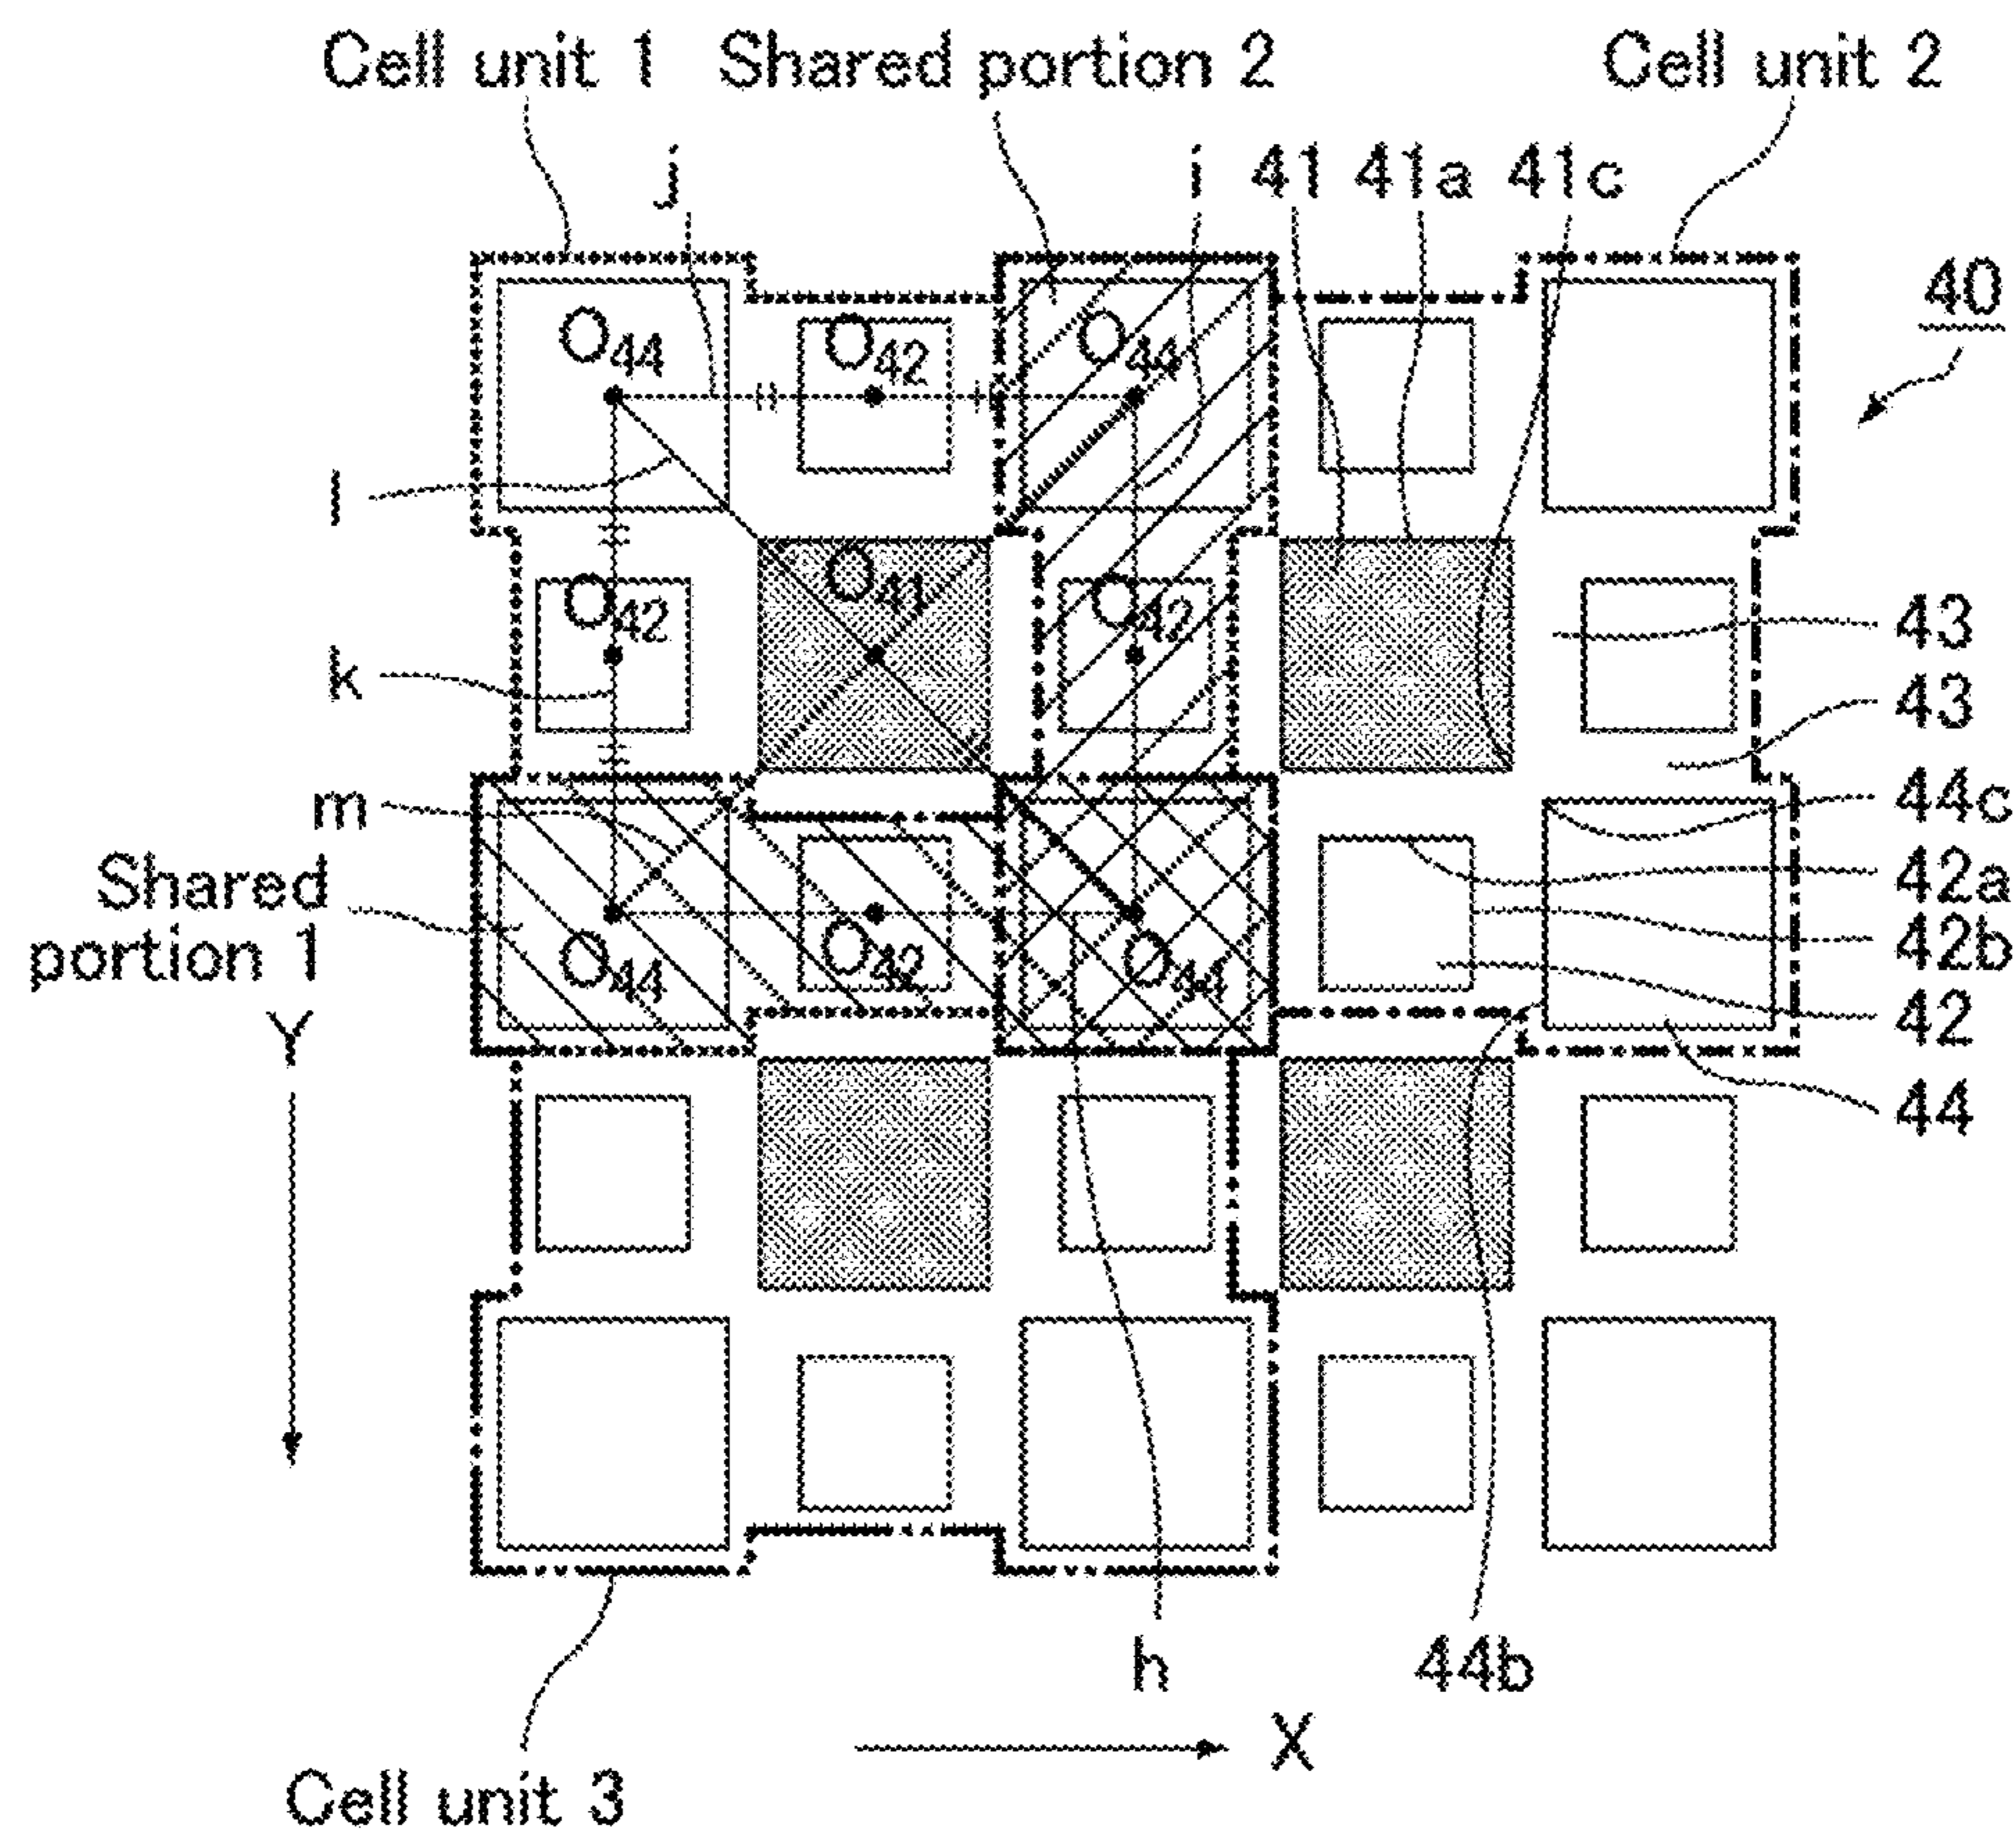 Cell unit 1 Shared portion 2 Cell unit 2
j i 41 41a 41c
40
O44 O42 O44
l
O42 O41 O42
43
k
43
m
44c
Shared
portion 1
42a
42b
O44 O42 O44
42
Y
44
h 44b
X
Cell unit 3